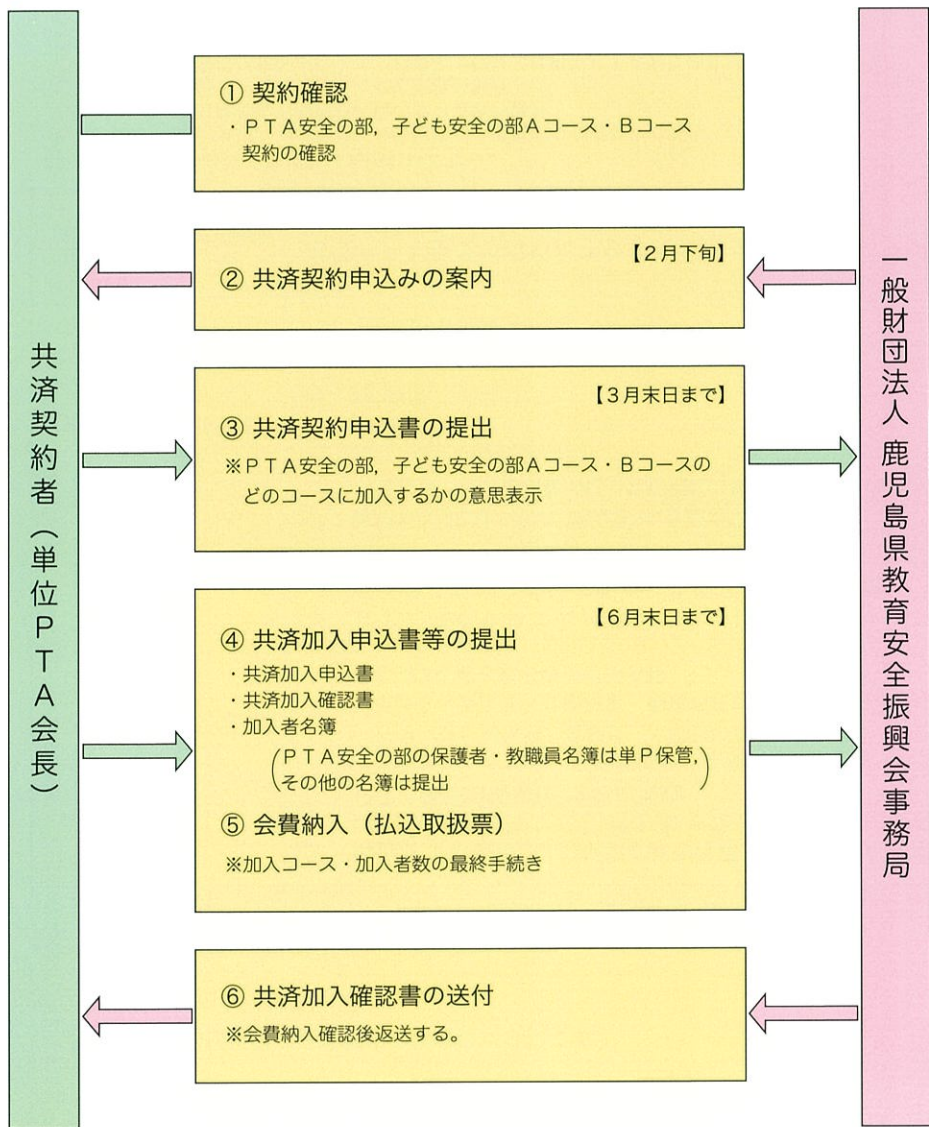 共済契約者（単位ＰＴＡ会長）
① 契約確認
・ＰＴＡ安全の部，子ども安全の部Ａコース・Ｂコース
契約の確認
【２月下旬】
② 共済契約申込みの案内
【３月末日まで】
③ 共済契約申込書の提出
※ＰＴＡ安全の部，子ども安全の部Ａコース・Ｂコースの
どのコースに加入するかの意思表示
【６月末日まで】
④ 共済加入申込書等の提出
・共済加入申込書
・共済加入確認書
・加入者名簿
（ＰＴＡ安全の部の保護者・教職員名簿は単Ｐ保管，
その他の名簿は提出）
⑤ 会費納入（払込取扱票）
※加入コース・加入者数の最終手続き
⑥ 共済加入確認書の送付
※会費納入確認後返送する。
一般財団法人 鹿児島県教育安全振興会事務局